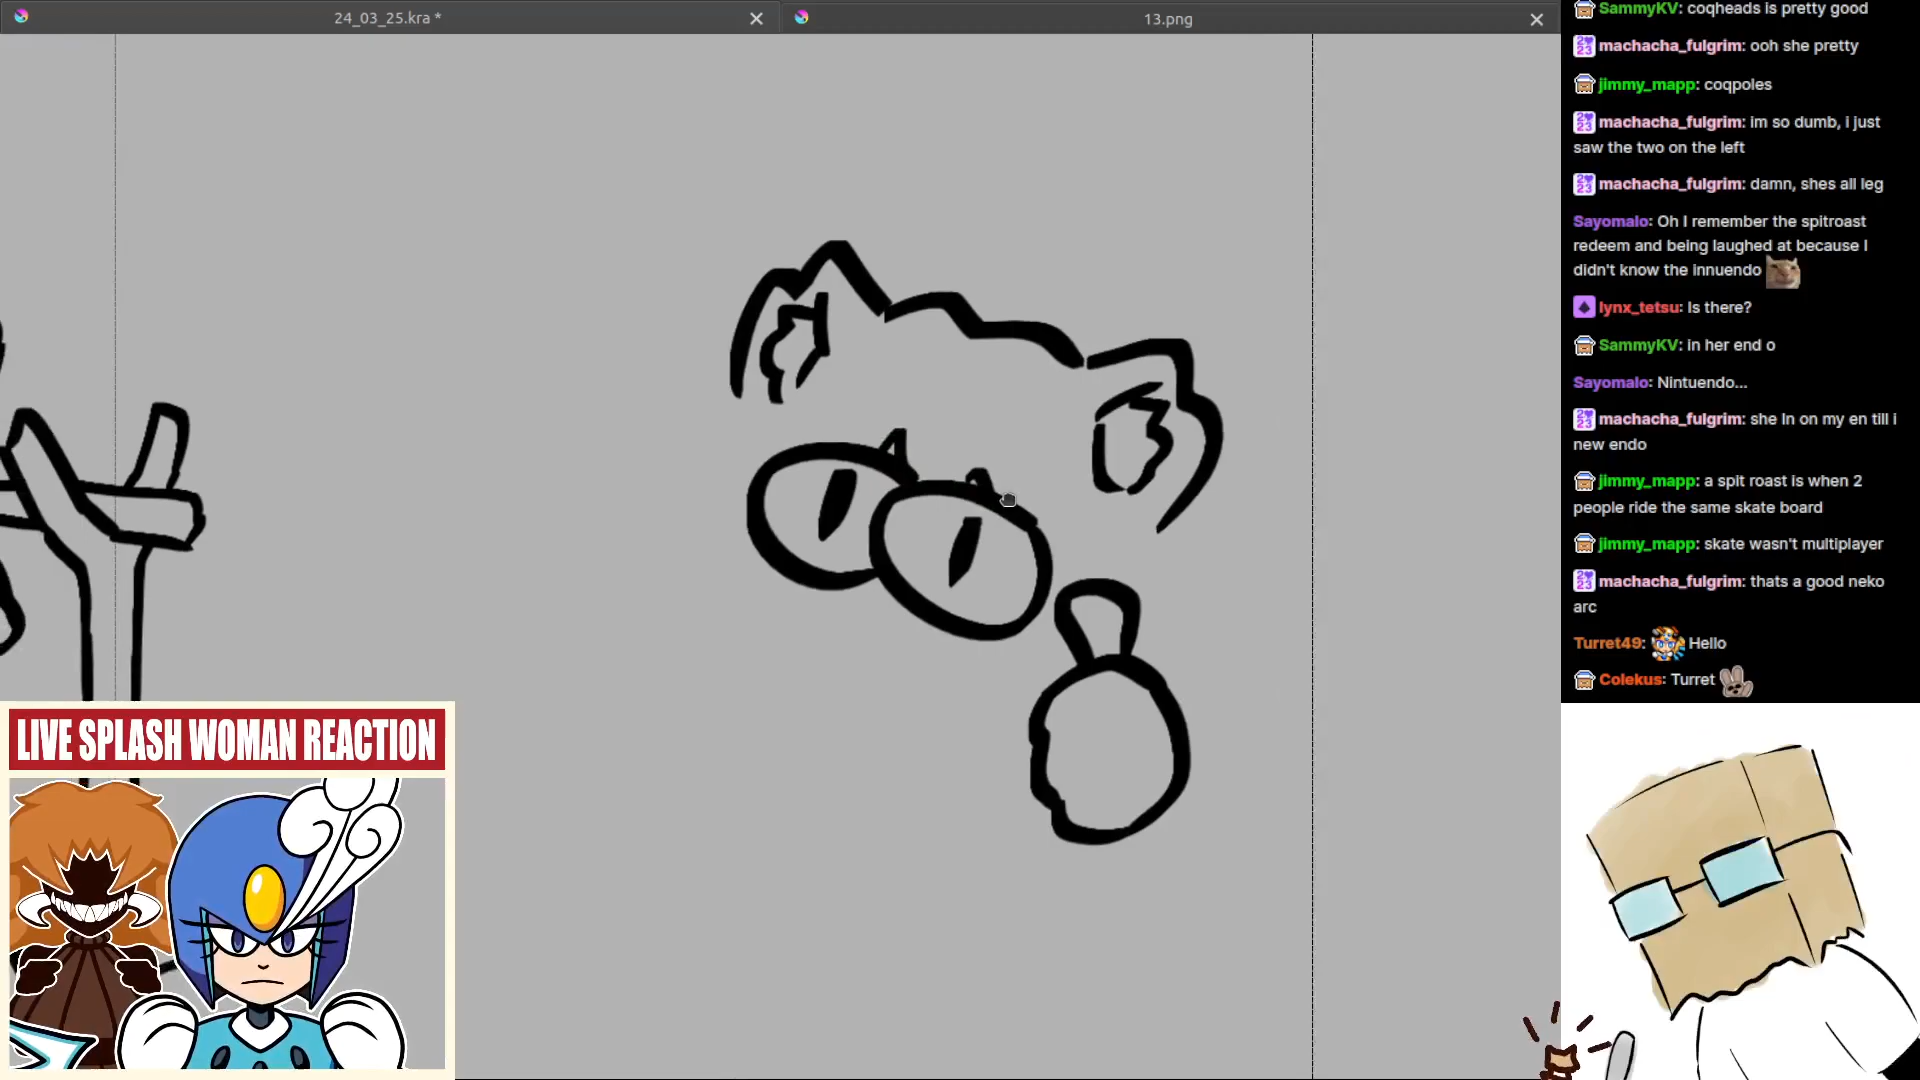 24_03_25.kra *
13.png
SammyKV: coqheads is pretty good
machacha_fulgrim: ooh she pretty
jimmy_mapp: coqpoles
machacha_fulgrim: im so dumb, i just
saw the two on the left
machacha_fulgrim: damn, shes all leg
Sayomalo: Oh I remember the spitroast
redeem and being laughed at because I
didn't know the innuendo
lynx_tetsu: Is there?
SammyKV: in her end o
Sayomalo: Nintuendo...
machacha_fulgrim: she In on my en till i
new endo
jimmy_mapp: a spit roast is when 2
people ride the same skate board
jimmy_mapp: skate wasn't multiplayer
machacha_fulgrim: thats a good neko
arc
Turret49: Hello
Colekus: Turret
LIVE SPLASH WOMAN REACTION